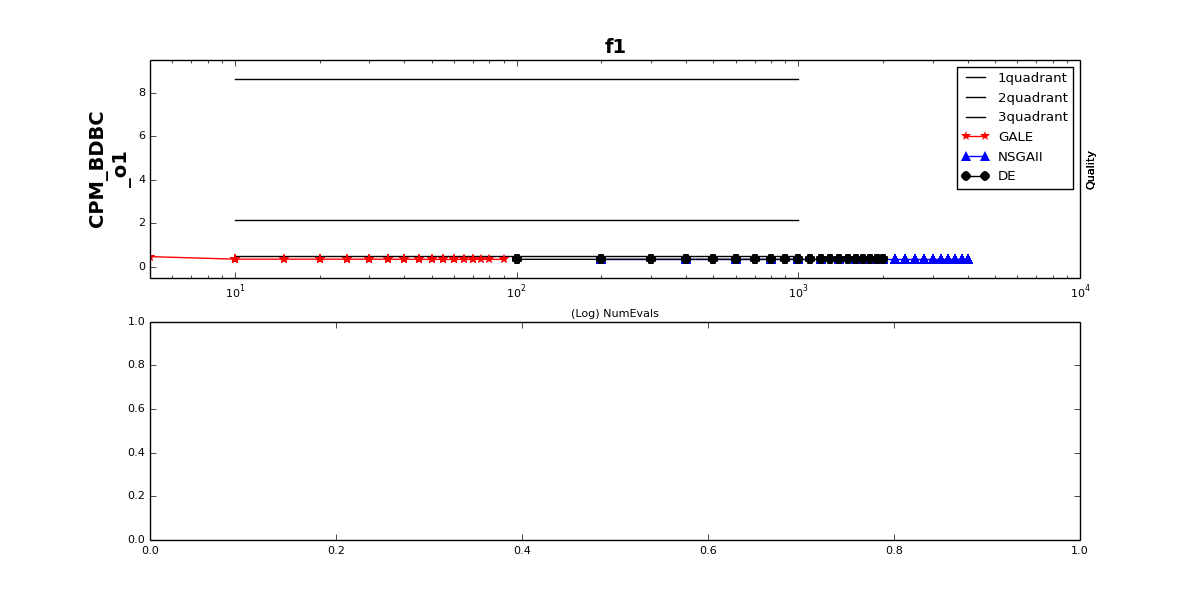 f1
CPM_BDBC
_o1
8
6
4
2
0
1quadrant
2quadrant
3quadrant
GALE
NSGAII
DE
Quality
10^1
10^2
10^3
10^4
(Log) NumEvals
1.0
0.8
0.6
0.4
0.2
0.0
0.0
0.2
0.4
0.6
0.8
1.0